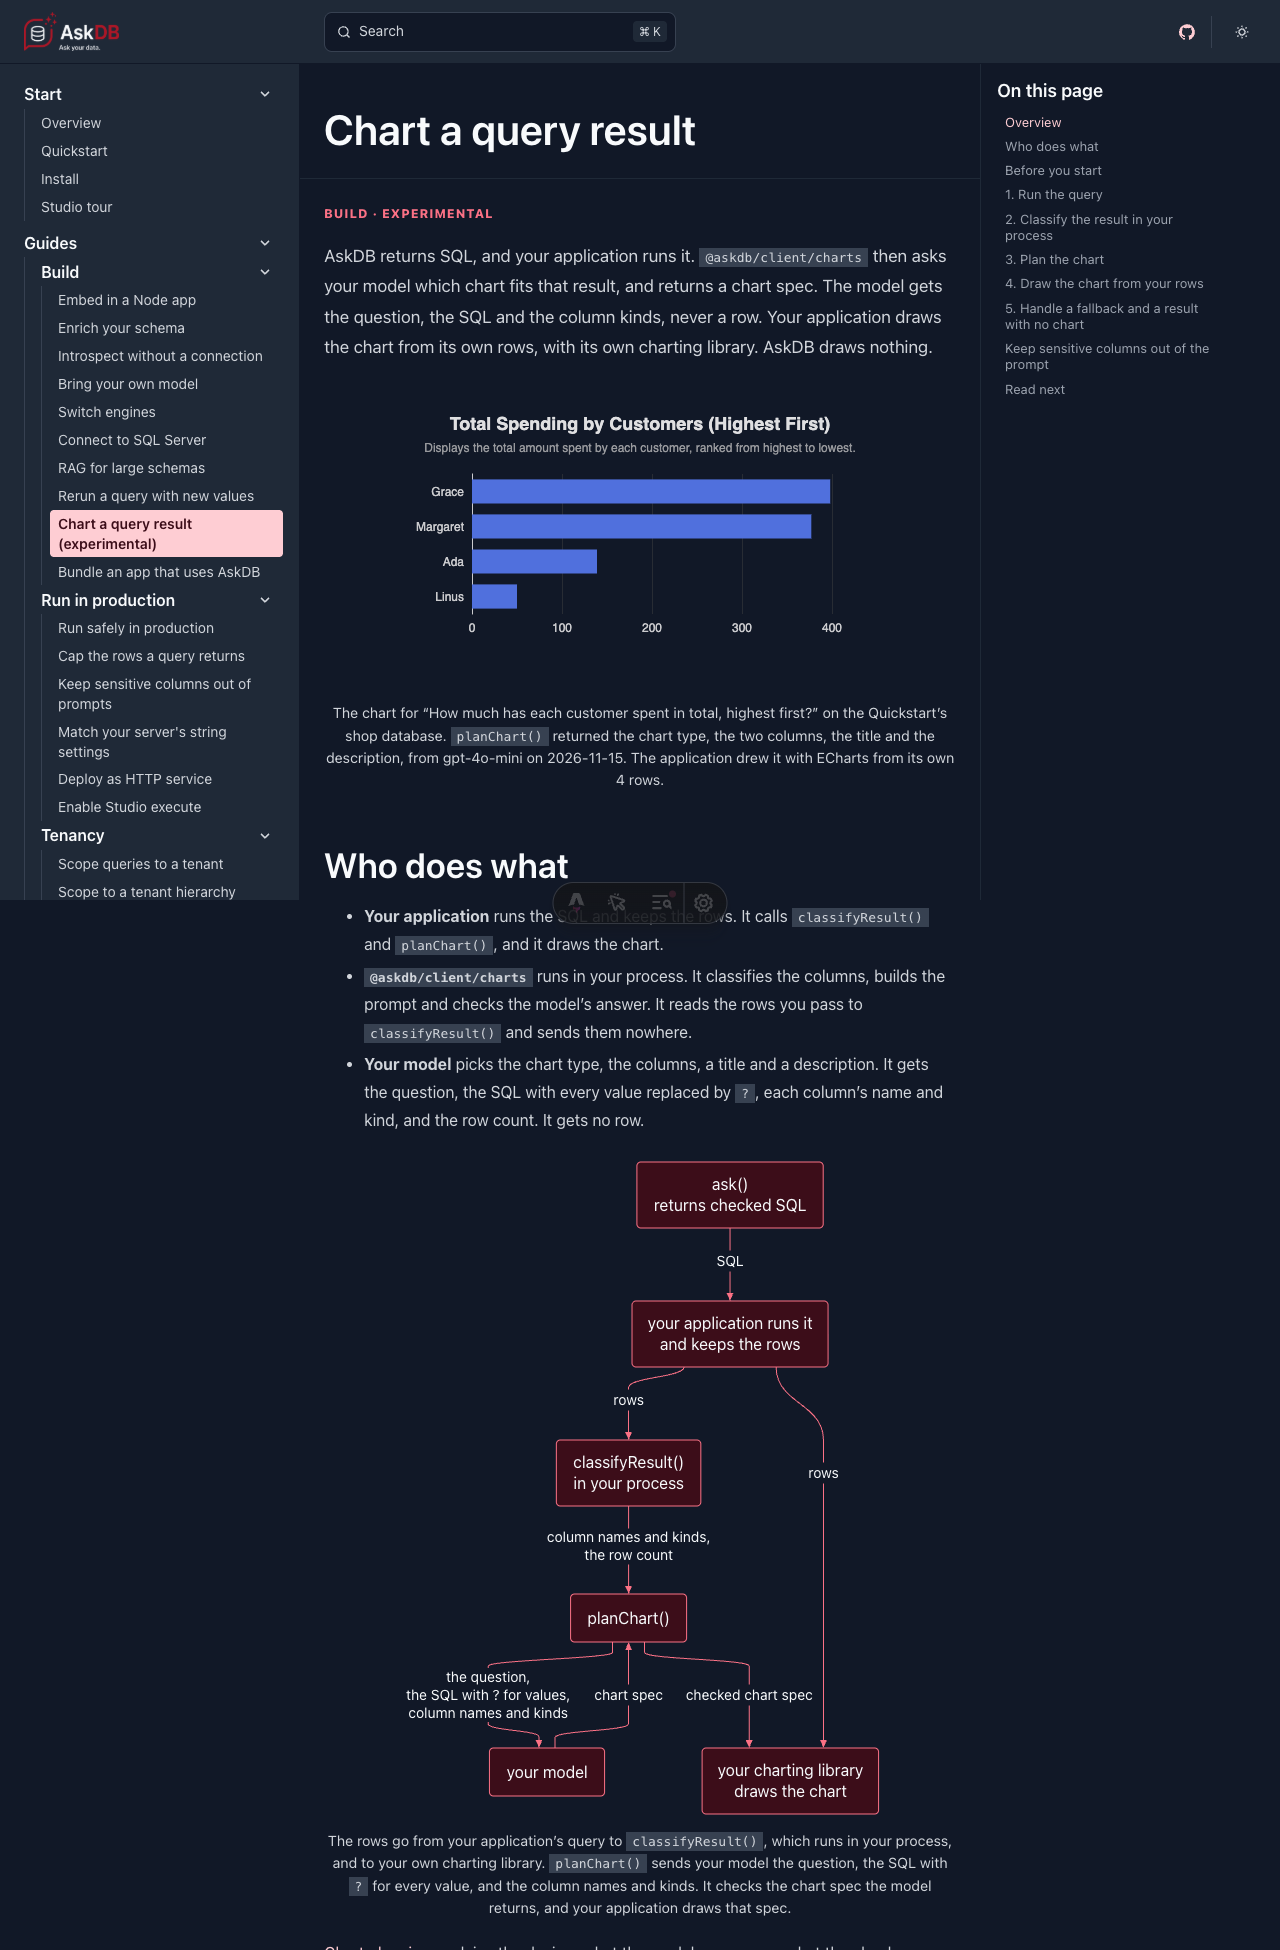 AskDB
Ask your data.
Search
⌘ K
Start
Overview
Quickstart
Install
Studio tour
Guides
Build
Embed in a Node app
Enrich your schema
Introspect without a connection
Bring your own model
Switch engines
Connect to SQL Server
RAG for large schemas
Rerun a query with new values
Chart a query result
(experimental)
Bundle an app that uses AskDB
Run in production
Run safely in production
Cap the rows a query returns
Keep sensitive columns out of
prompts
Match your server's string
settings
Deploy as HTTP service
Enable Studio execute
Tenancy
Scope queries to a tenant
Scope to a tenant hierarchy
Chart a query result
BUILD · EXPERIMENTAL
AskDB returns SQL, and your application runs it. @askdb/client/charts then asks
your model which chart fits that result, and returns a chart spec. The model gets
the question, the SQL and the column kinds, never a row. Your application draws
the chart from its own rows, with its own charting library. AskDB draws nothing.
Total Spending by Customers (Highest First)
Displays the total amount spent by each customer, ranked from highest to lowest.
Grace
Margaret
Ada
Linus
0 100 200 300 400
The chart for “How much has each customer spent in total, highest first?” on the Quickstart’s
shop database. planChart() returned the chart type, the two columns, the title and the
description, from gpt-4o-mini on 2026-11-15. The application drew it with ECharts from its own
4 rows.
Who does what
• Your application runs the SQL and keeps the rows. It calls classifyResult()
and planChart(), and it draws the chart.
• @askdb/client/charts runs in your process. It classifies the columns, builds the
prompt and checks the model’s answer. It reads the rows you pass to
classifyResult() and sends them nowhere.
• Your model picks the chart type, the columns, a title and a description. It gets
the question, the SQL with every value replaced by ?, each column’s name and
kind, and the row count. It gets no row.
ask()
returns checked SQL
SQL
your application runs it
and keeps the rows
rows
classifyResult()
in your process
rows
column names and kinds,
the row count
planChart()
the question,
the SQL with ? for values,
column names and kinds
chart spec
checked chart spec
your model
your charting library
draws the chart
The rows go from your application’s query to classifyResult(), which runs in your process,
and to your own charting library. planChart() sends your model the question, the SQL with
? for every value, and the column names and kinds. It checks the chart spec the model
returns, and your application draws that spec.
On this page
Overview
Who does what
Before you start
1. Run the query
2. Classify the result in your
process
3. Plan the chart
4. Draw the chart from your rows
5. Handle a fallback and a result
with no chart
Keep sensitive columns out of the
prompt
Read next